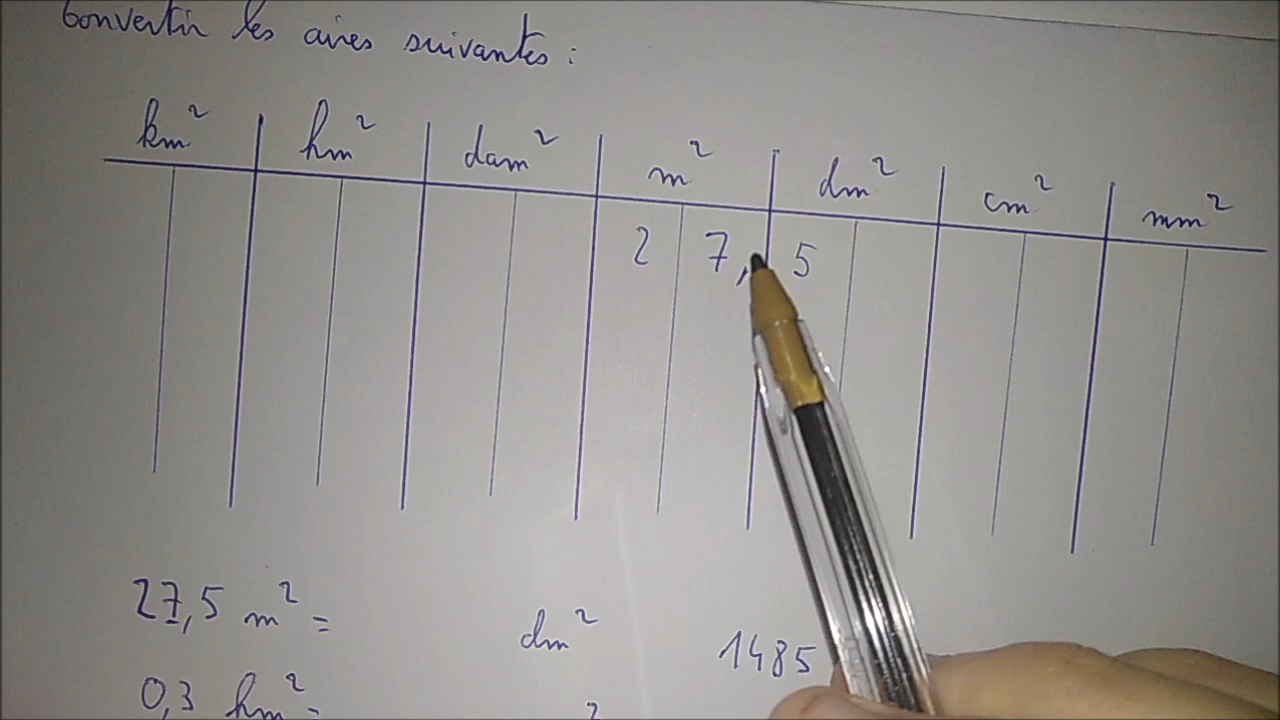 Convertir les aires suivantes :
km² hm² dam² m² dm² cm² mm²
2 7, 5
27,5 m² = dm² 1485
0,3 hm² = ²